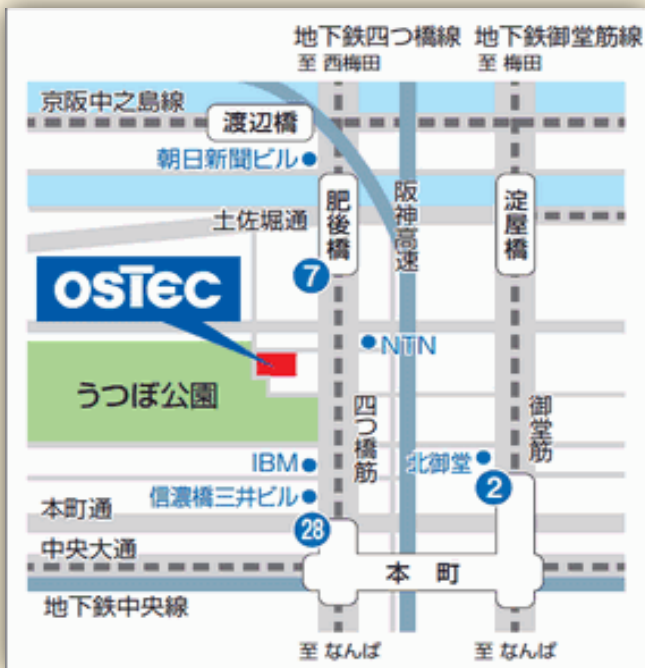 地下鉄四つ橋線 地下鉄御堂筋線
至 西梅田 至 梅田
京阪中之島線
渡辺橋
朝日新聞ビル
肥後橋
阪神高速
淀屋橋
土佐堀通
7
OSTEC
NTN
うつぼ公園
四つ橋筋
御堂筋
IBM
北御堂
2
信濃橋三井ビル
本町通
28
中央大通
本町
地下鉄中央線
至 なんば 至 なんば